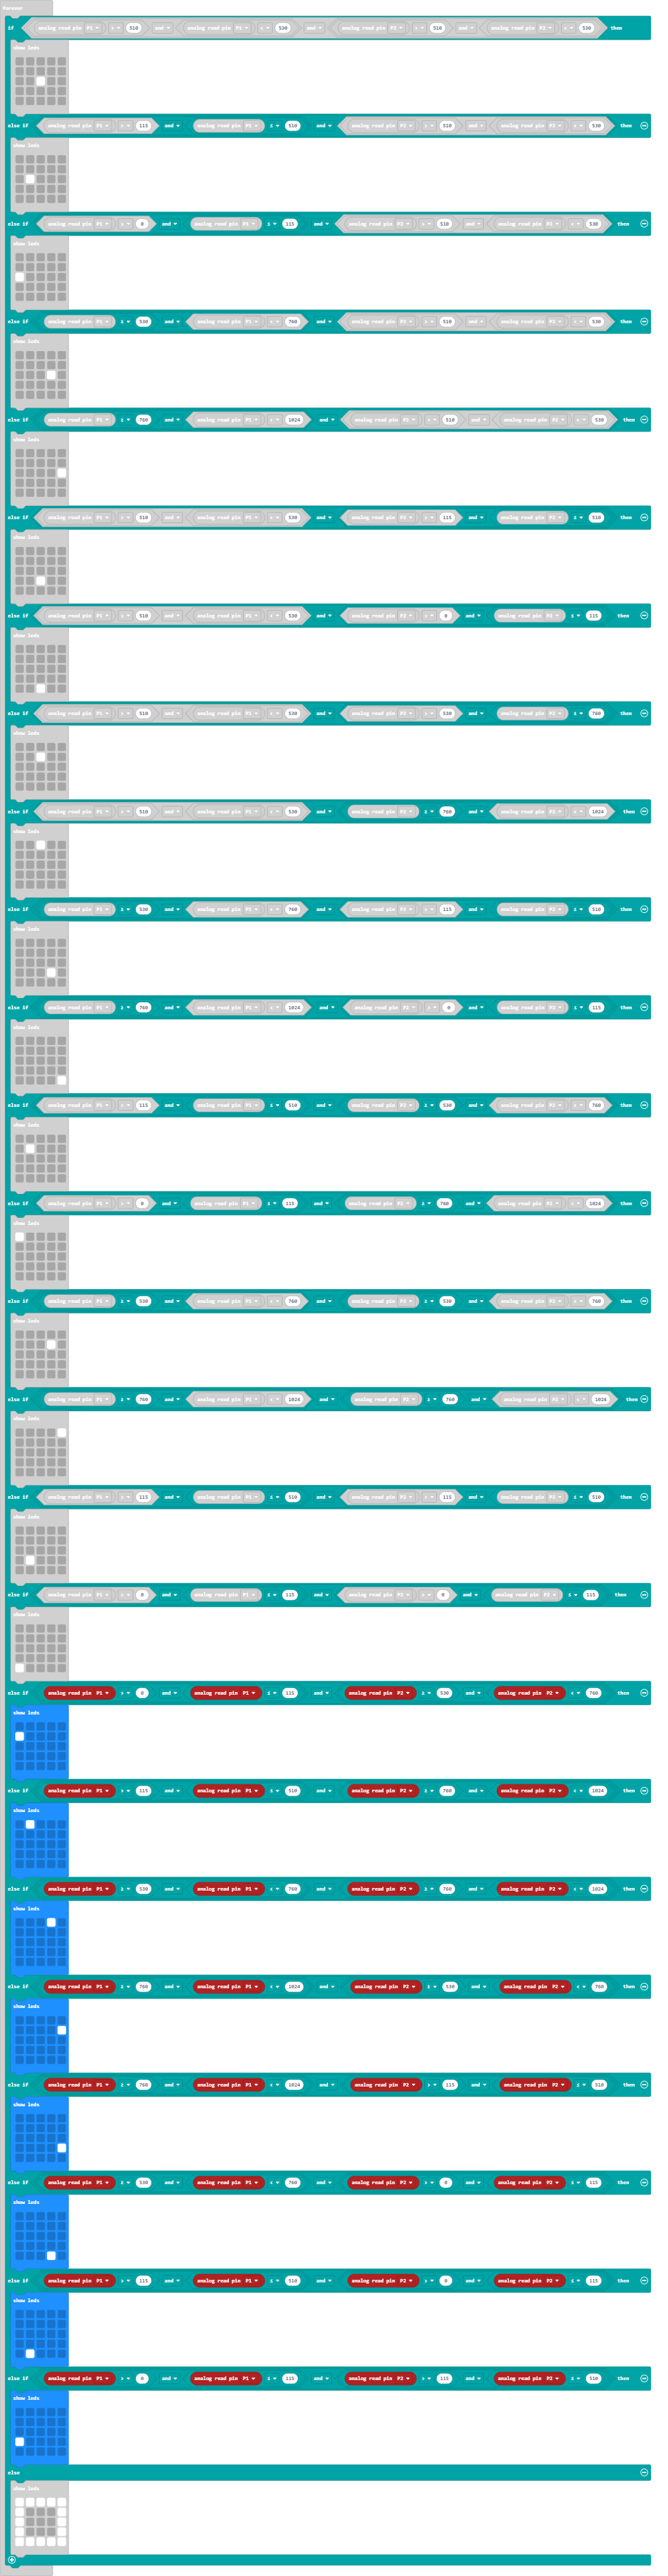 forever
if analog read pin P1 > 510 and analog read pin P1 < 530 and analog read pin P2 > 510 and analog read pin P2 < 530 then
show leds
else if analog read pin P1 > 115 and analog read pin P1 ≤ 510 and analog read pin P2 > 510 and analog read pin P2 < 530 then
show leds
else if analog read pin P1 > 0 and analog read pin P1 ≤ 115 and analog read pin P2 > 510 and analog read pin P2 < 530 then
show leds
else if analog read pin P1 ≥ 530 and analog read pin P1 < 760 and analog read pin P2 > 510 and analog read pin P2 < 530 then
show leds
else if analog read pin P1 ≥ 760 and analog read pin P1 < 1024 and analog read pin P2 > 510 and analog read pin P2 < 530 then
show leds
else if analog read pin P1 > 510 and analog read pin P1 < 530 and analog read pin P2 > 115 and analog read pin P2 ≤ 510 then
show leds
else if analog read pin P1 > 510 and analog read pin P1 < 530 and analog read pin P2 > 0 and analog read pin P2 ≤ 115 then
show leds
else if analog read pin P1 > 510 and analog read pin P1 < 530 and analog read pin P2 > 530 and analog read pin P2 ≤ 760 then
show leds
else if analog read pin P1 > 510 and analog read pin P1 < 530 and analog read pin P2 ≥ 760 and analog read pin P2 < 1024 then
show leds
else if analog read pin P1 ≥ 530 and analog read pin P1 < 760 and analog read pin P2 > 115 and analog read pin P2 ≤ 510 then
show leds
else if analog read pin P1 ≥ 760 and analog read pin P1 < 1024 and analog read pin P2 > 0 and analog read pin P2 ≤ 115 then
show leds
else if analog read pin P1 > 115 and analog read pin P1 ≤ 510 and analog read pin P2 ≥ 530 and analog read pin P2 < 760 then
show leds
else if analog read pin P1 > 0 and analog read pin P1 ≤ 115 and analog read pin P2 ≥ 760 and analog read pin P2 < 1024 then
show leds
else if analog read pin P1 ≥ 530 and analog read pin P1 < 760 and analog read pin P2 ≥ 530 and analog read pin P2 < 760 then
show leds
else if analog read pin P1 ≥ 760 and analog read pin P1 < 1024 and analog read pin P2 ≥ 760 and analog read pin P2 < 1024 then
show leds
else if analog read pin P1 > 115 and analog read pin P1 ≤ 510 and analog read pin P2 > 115 and analog read pin P2 ≤ 510 then
show leds
else if analog read pin P1 > 0 and analog read pin P1 ≤ 115 and analog read pin P2 > 0 and analog read pin P2 ≤ 115 then
show leds
else if analog read pin P1 > 0 and analog read pin P1 ≤ 115 and analog read pin P2 ≥ 530 and analog read pin P2 < 760 then
show leds
else if analog read pin P1 > 115 and analog read pin P1 ≤ 510 and analog read pin P2 ≥ 760 and analog read pin P2 < 1024 then
show leds
else if analog read pin P1 ≥ 530 and analog read pin P1 < 760 and analog read pin P2 ≥ 760 and analog read pin P2 < 1024 then
show leds
else if analog read pin P1 ≥ 760 and analog read pin P1 < 1024 and analog read pin P2 ≥ 530 and analog read pin P2 < 760 then
show leds
else if analog read pin P1 ≥ 760 and analog read pin P1 < 1024 and analog read pin P2 > 115 and analog read pin P2 ≤ 510 then
show leds
else if analog read pin P1 ≥ 530 and analog read pin P1 < 760 and analog read pin P2 > 0 and analog read pin P2 ≤ 115 then
show leds
else if analog read pin P1 > 115 and analog read pin P1 ≤ 510 and analog read pin P2 > 0 and analog read pin P2 ≤ 115 then
show leds
else if analog read pin P1 > 0 and analog read pin P1 ≤ 115 and analog read pin P2 > 115 and analog read pin P2 ≤ 510 then
show leds
else
show leds